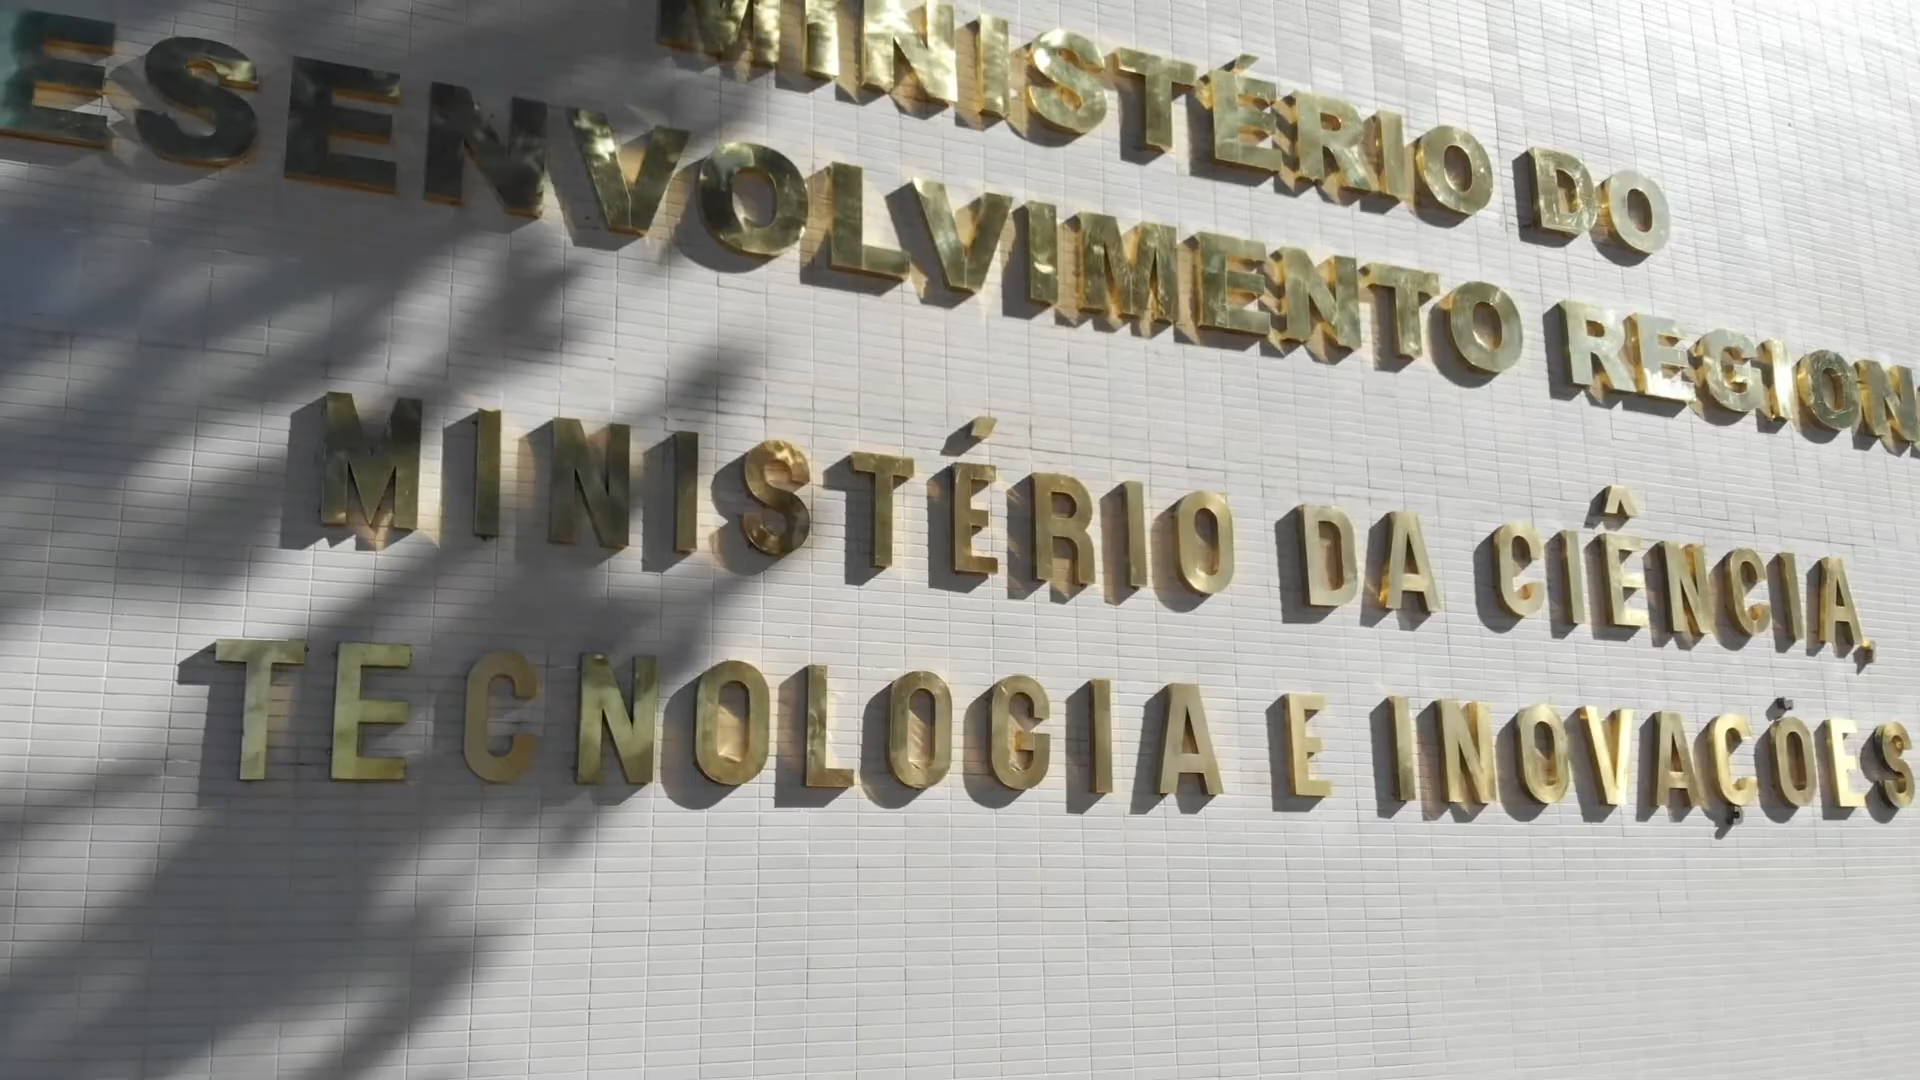 MINISTÉRIO DO
ESENVOLVIMENTO REGION
MINISTÉRIO DA CIÊNCIA,
TECNOLOGIA E INOVAÇÕES